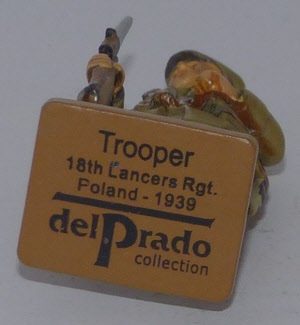 Trooper
18th Lancers Rgt.
Poland - 1939
delPrado
collection